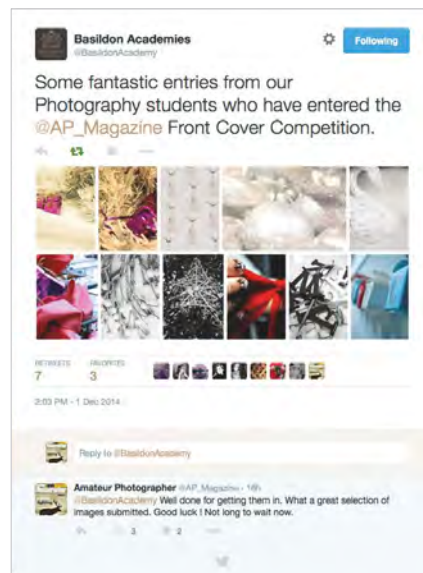 Basildon Academies
@BasildonAcademy
Following
Some fantastic entries from our
Photography students who have entered the
@AP_Magazine Front Cover Competition.
RETWEETS
FAVORITES
7
3
2:03 PM - 1 Dec 2014
Reply to @BasildonAcademy
Amateur Photographer @AP_Magazine · 16h
@BasildonAcademy Well done for getting them in. What a great selection of
images submitted. Good luck ! Not long to wait now.
3
2